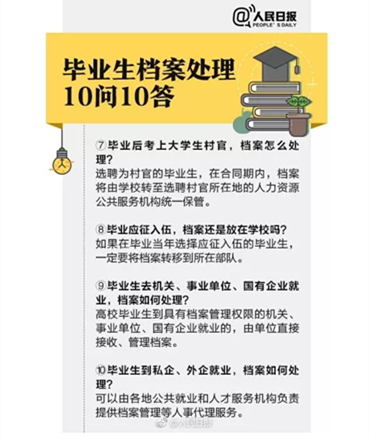 @人民日报
PEOPLE'S DAILY
毕业生档案处理
10问10答
⑦毕业后考上大学生村官，档案怎么处
理?
选聘为村官的毕业生，在合同期内，档案
将由学校转至选聘村官所在地的人力资源
公共服务机构统一保管。
⑧毕业应征入伍，档案还是放在学校吗?
如果在毕业当年选择应征入伍的毕业生，
一定要将档案转移到所在部队。
⑨毕业生去机关、事业单位、国有企业就
业，档案如何处理?
高校毕业生到具有档案管理权限的机关、
事业单位、国有企业就业的，由单位直接
接收、管理档案。
⑩毕业生到私企、外企就业，档案如何处
理?
可以由各地公共就业和人才服务机构负责
提供档案管理等人事代理服务。
@人民日报